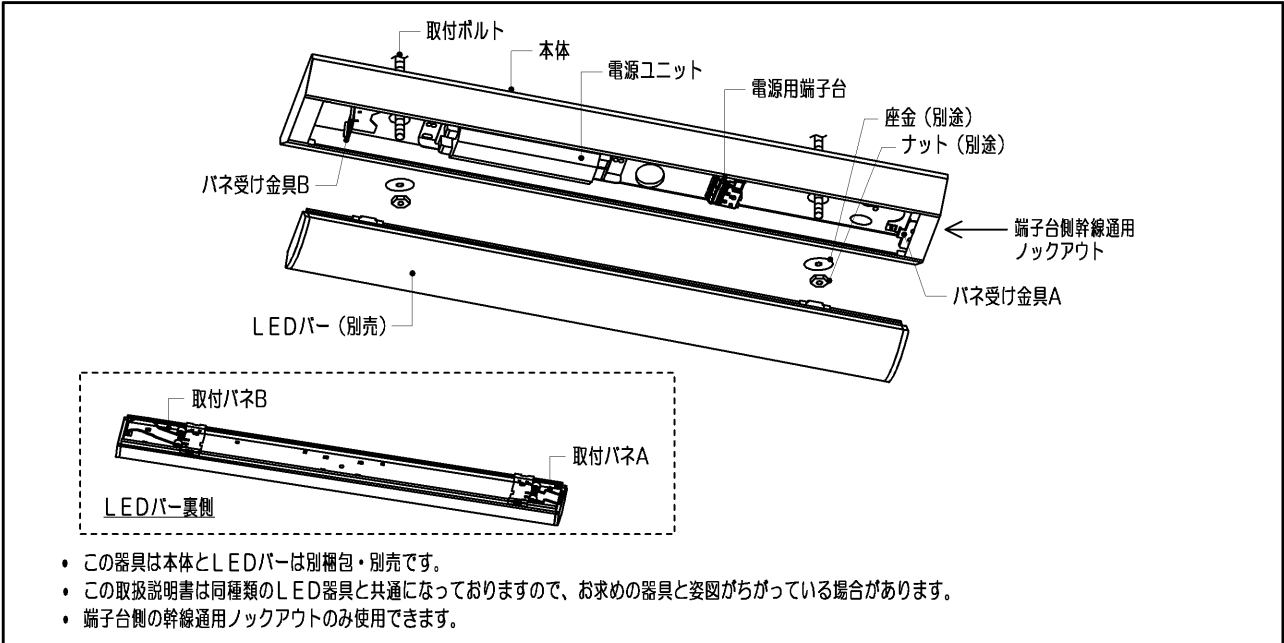 取付ボルト
本体
電源ユニット
電源用端子台
座金（別途）
ナット（別途）
バネ受け金具B
端子台側幹線通用
ノックアウト
バネ受け金具A
ＬＥＤバー（別売）
取付バネB
取付バネA
ＬＥＤバー裏側
• この器具は本体とＬＥＤバーは別梱包・別売です。
• この取扱説明書は同種類のＬＥＤ器具と共通になっておりますので、お求めの器具と姿図がちがっている場合があります。
• 端子台側の幹線通用ノックアウトのみ使用できます。